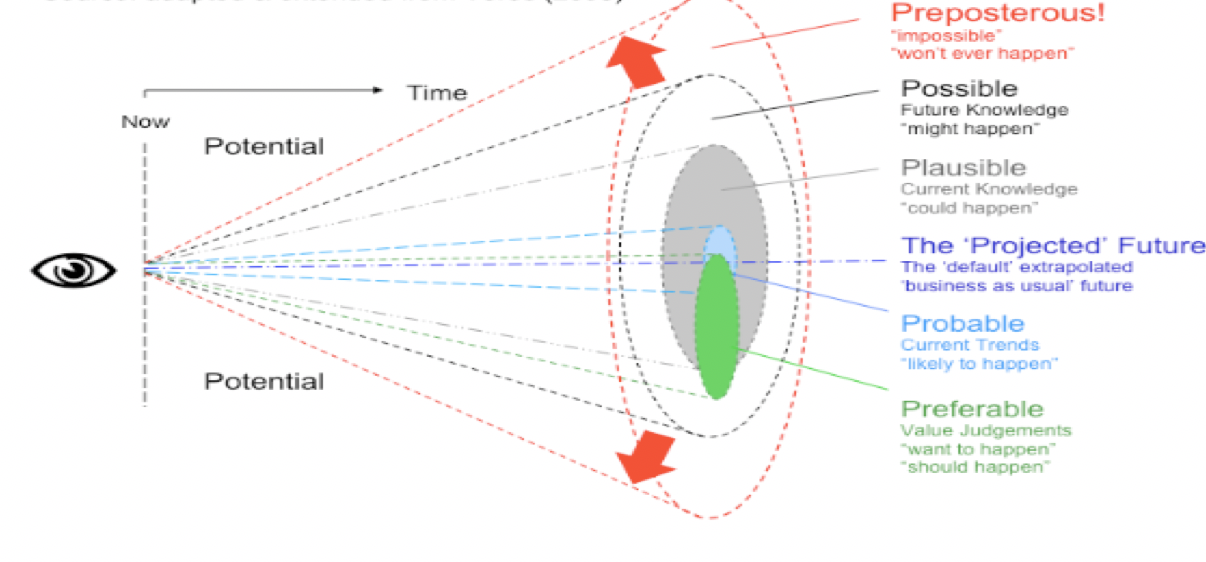 Preposterous!
"impossible"
"won't ever happen"
Time
Now
Potential
Possible
Future Knowledge
"might happen"
Plausible
Current Knowledge
"could happen"
The 'Projected' Future
The 'default' extrapolated
'business as usual' future
Probable
Current Trends
"likely to happen"
Potential
Preferable
Value Judgements
"want to happen"
"should happen"